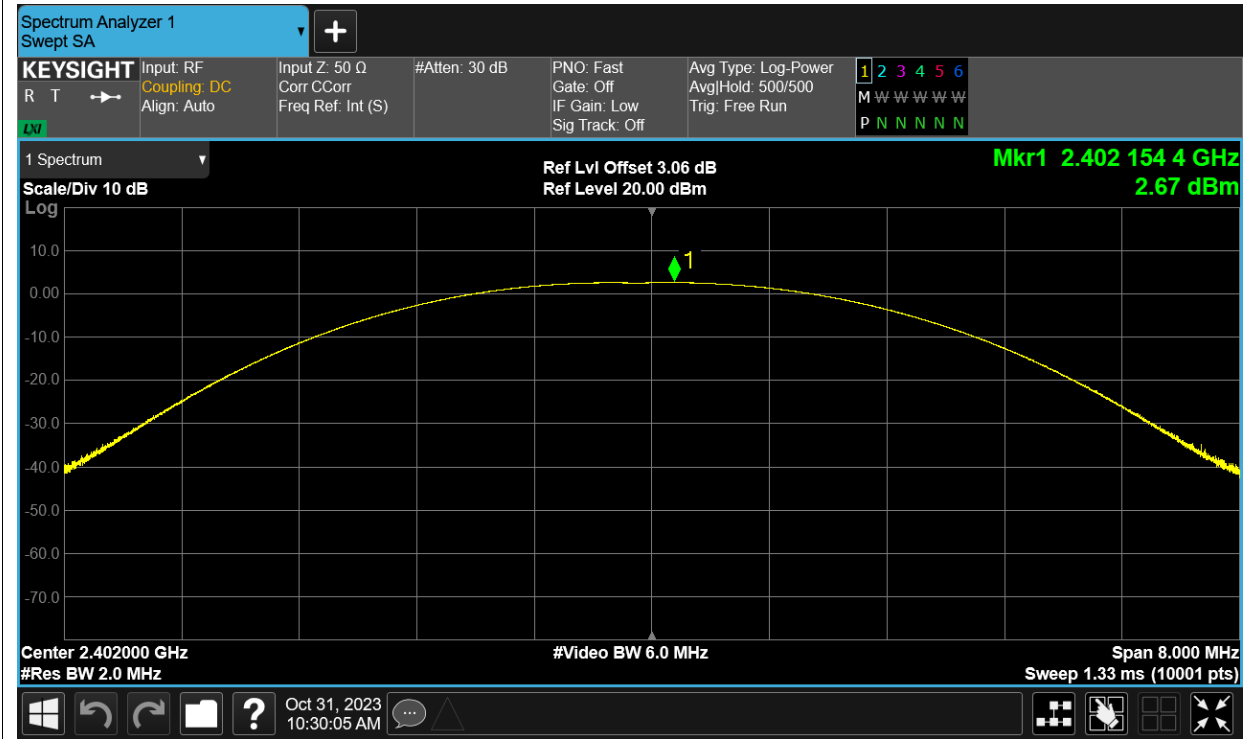 Spectrum Analyzer 1
Swept SA
KEYSIGHT
R T
LXI
Input: RF
Coupling: DC
Align: Auto
Input Z: 50 Ω
Corr CCorr
Freq Ref: Int (S)
#Atten: 30 dB
PNO: Fast
Gate: Off
IF Gain: Low
Sig Track: Off
Avg Type: Log-Power
Avg|Hold: 500/500
Trig: Free Run
1 2 3 4 5 6
M W W W W W
P N N N N N
1 Spectrum
Scale/Div 10 dB
Ref Lvl Offset 3.06 dB
Ref Level 20.00 dBm
Mkr1 2.402 154 4 GHz
2.67 dBm
Log
10.0
0.00
-10.0
-20.0
-30.0
-40.0
-50.0
-60.0
-70.0
1
Center 2.402000 GHz
#Res BW 2.0 MHz
#Video BW 6.0 MHz
Span 8.000 MHz
Sweep 1.33 ms (10001 pts)
?
Oct 31, 2023
10:30:05 AM